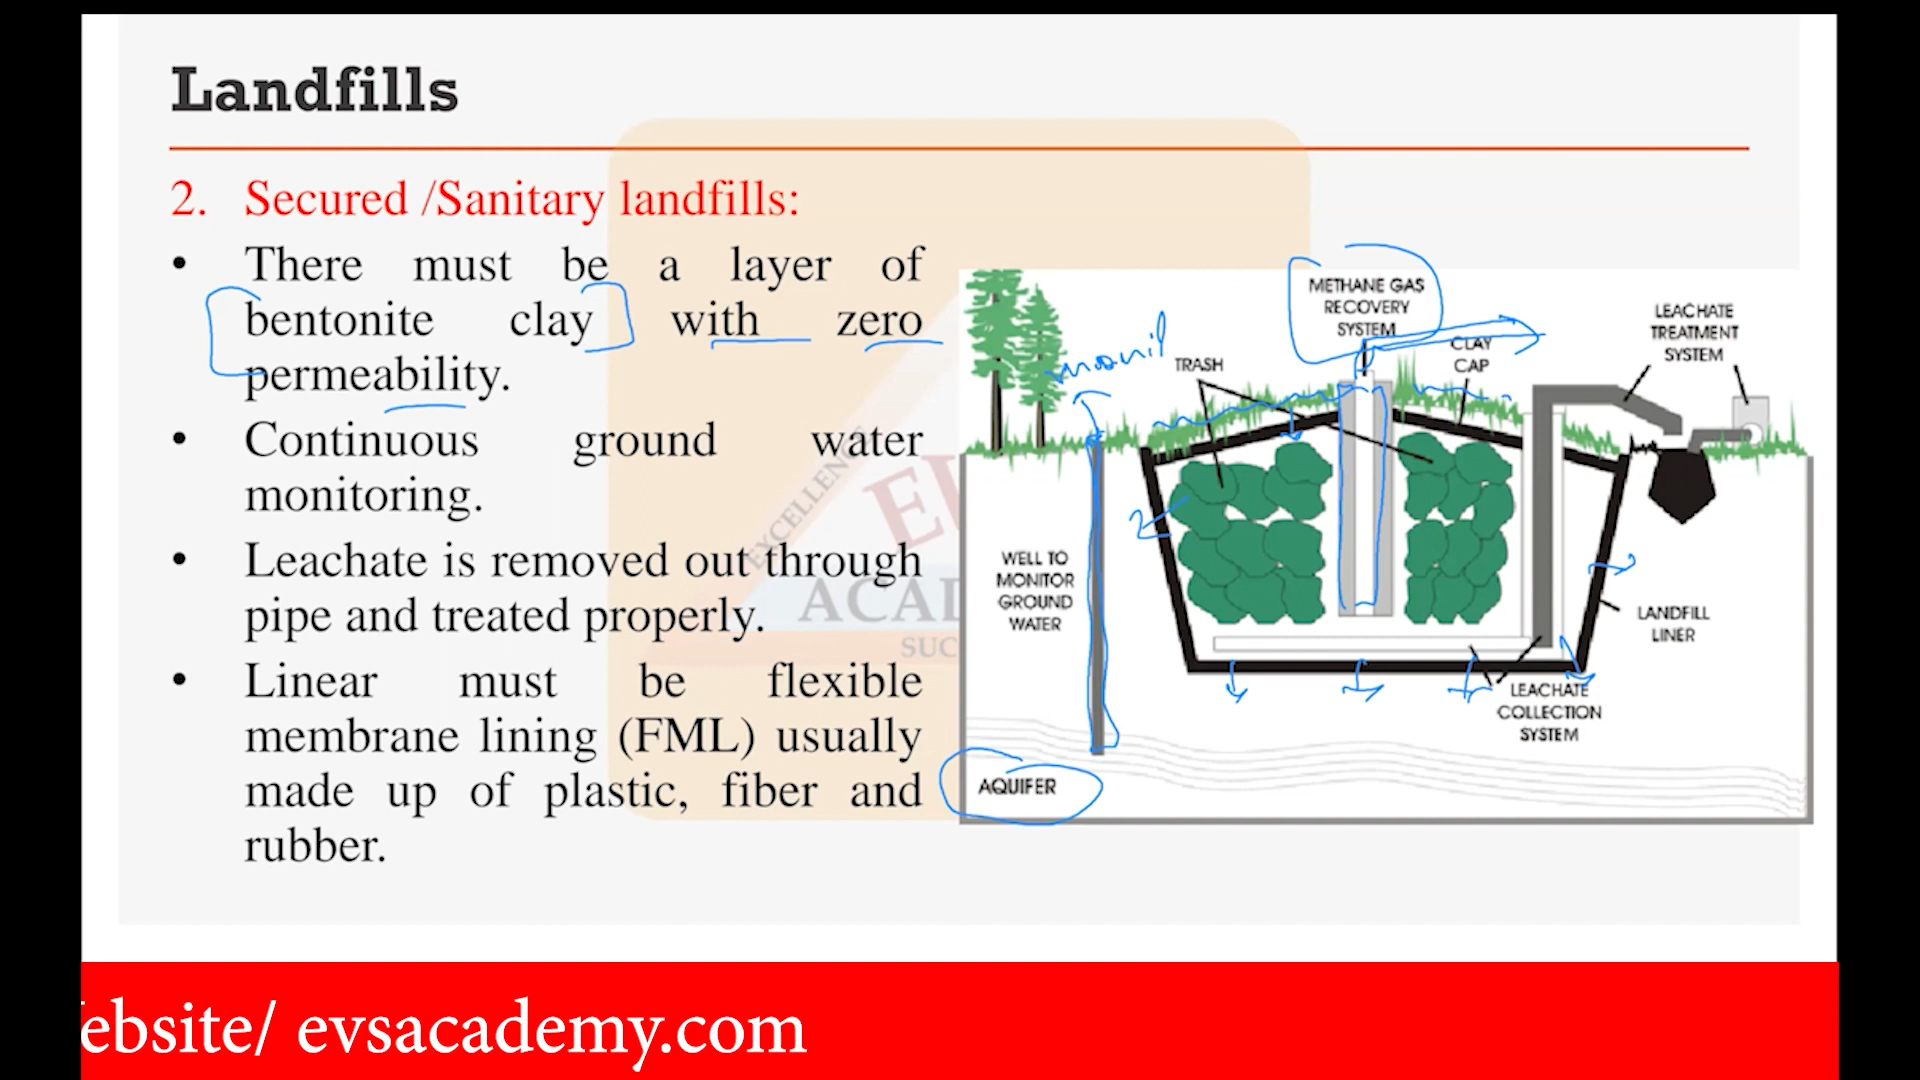 Landfills
2. Secured /Sanitary landfills:
• There must be a layer of
bentonite clay with zero
permeability.
• Continuous ground water
monitoring.
• Leachate is removed out through
pipe and treated properly.
• Linear must be flexible
membrane lining (FML) usually
made up of plastic, fiber and
rubber.
METHANE GAS
RECOVERY
SYSTEM
LEACHATE
TREATMENT
SYSTEM
TRASH
CLAY
CAP
WELL TO
MONITOR
GROUND
WATER
LANDFILL
LINER
LEACHATE
COLLECTION
SYSTEM
AQUIFER
EXCELLENCE
ebsite/ evsacademy.com